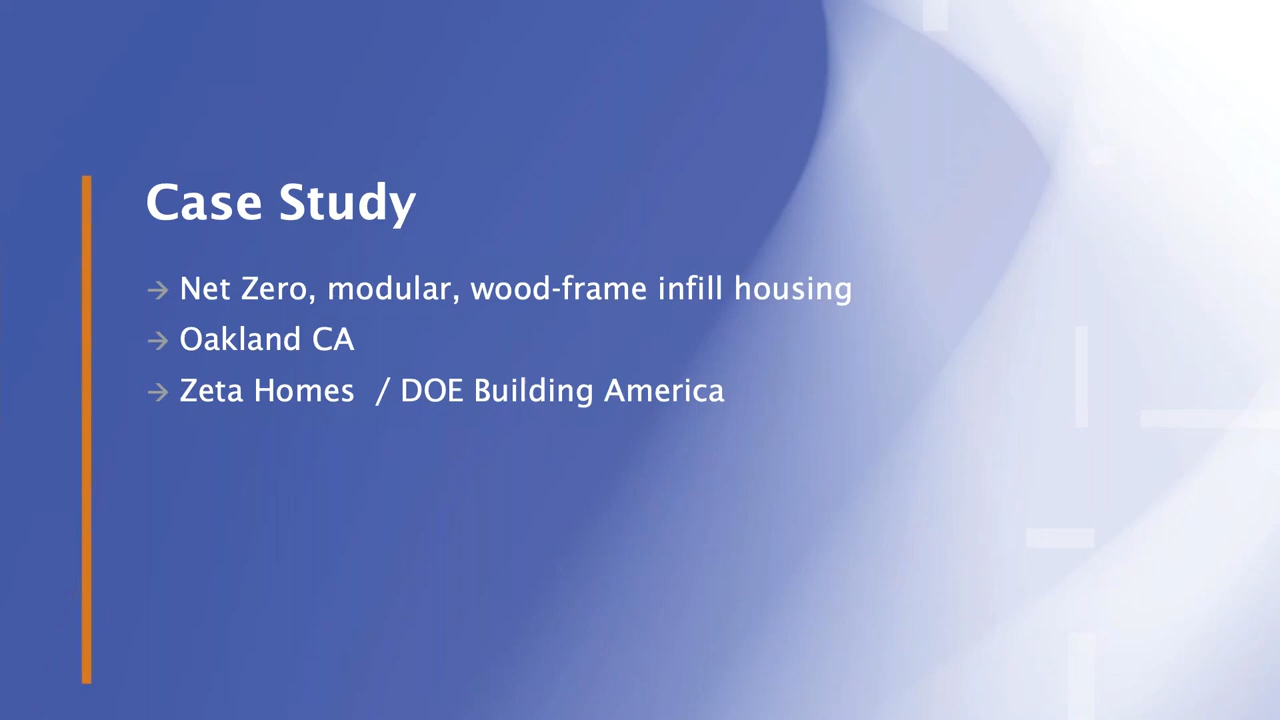 Case Study
→ Net Zero, modular, wood-frame infill housing
→ Oakland CA
→ Zeta Homes  / DOE Building America